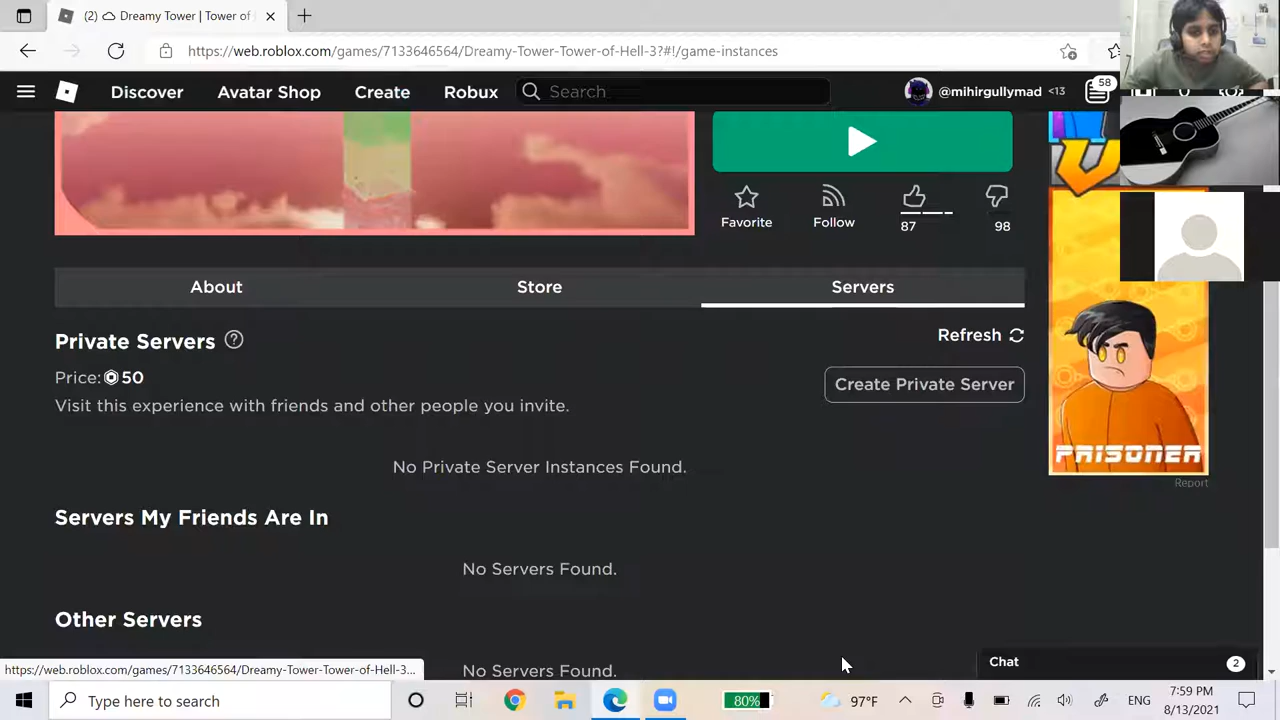 (2) Dreamy Tower | Tower of
https://web.roblox.com/games/7133646564/Dreamy-Tower-Tower-of-Hell-3?#!/game-instances
Discover Avatar Shop Create Robux Search @mihirgullymad <13 58
Favorite Follow 87 98
About Store Servers
Private Servers Refresh
Price: 50
Create Private Server
Visit this experience with friends and other people you invite.
No Private Server Instances Found.
PRISONER
Report
Servers My Friends Are In
No Servers Found.
Other Servers
No Servers Found.
https://web.roblox.com/games/7133646564/Dreamy-Tower-Tower-of-Hell-3...
Chat 2
Type here to search 80% 97°F ENG 7:59 PM
8/13/2021